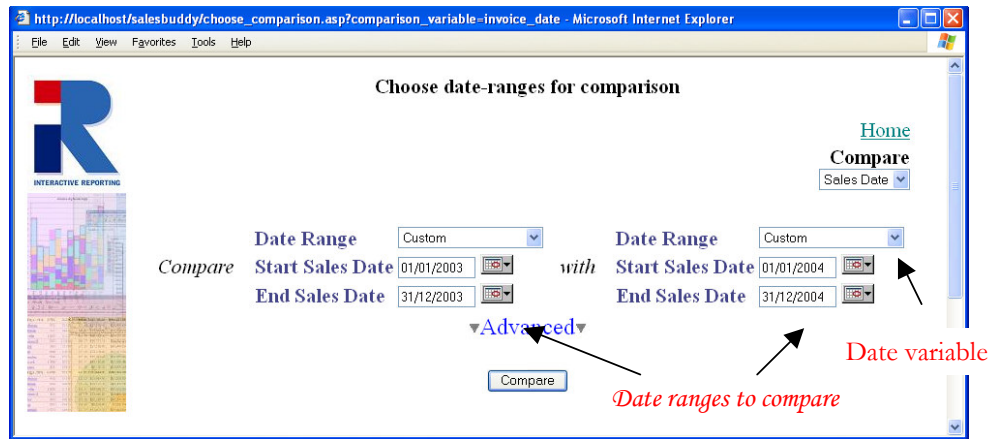 http://localhost/salesbuddy/choose_comparison.asp?comparison_variable=invoice_date - Microsoft Internet Explorer
File Edit View Favorites Tools Help
Choose date-ranges for comparison
Home
Compare
Sales Date
INTERACTIVE REPORTING
Date Range Custom Date Range Custom
Compare Start Sales Date 01/01/2003 with Start Sales Date 01/01/2004
End Sales Date 31/12/2003 End Sales Date 31/12/2004
Advanced
Date variable
Compare
Date ranges to compare